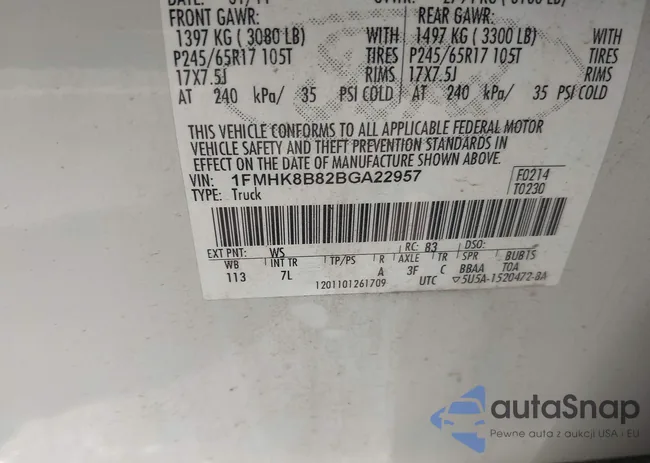 FRONT GAWR: REAR GAWR:
1397 KG ( 3080 LB) WITH 1497 KG ( 3300 LB) WITH
P245/65R17 105T TIRES P245/65R17 105T TIRES
17X7.5J RIMS 17X7.5J RIMS
AT 240 kPa/ 35 PSI COLD AT 240 kPa/ 35 PSI COLD
THIS VEHICLE CONFORMS TO ALL APPLICABLE FEDERAL MOTOR
VEHICLE SAFETY AND THEFT PREVENTION STANDARDS IN
EFFECT ON THE DATE OF MANUFACTURE SHOWN ABOVE.
VIN: 1FMHK8B82BGA22957 F0214
TYPE: Truck T0230
EXT PNT: WS RC: 83 DSO:
WB INT TR TP/PS R AXLE TR SPR BUB15
113 7L A 3F C BBAA T0A
1201101261709 UTC ▽5U5A-1520472-BA
autaSnap
Pewne auta z aukcji USA i EU